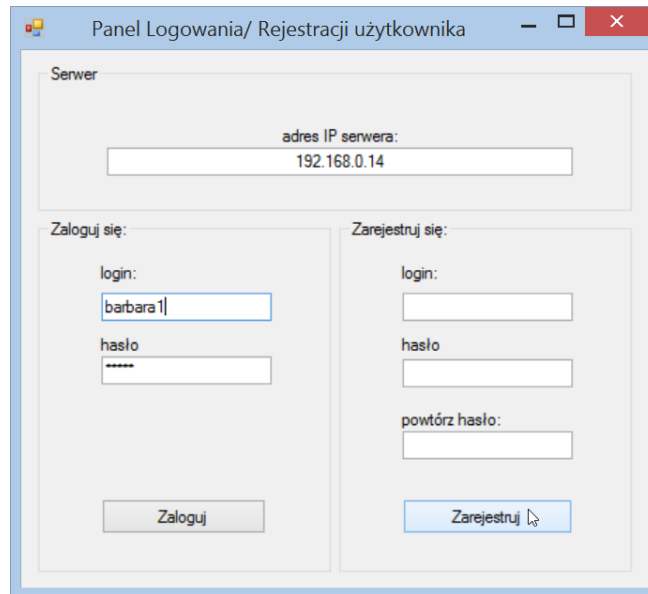 Panel Logowania/ Rejestracji użytkownika
Serwer
adres IP serwera:
192.168.0.14
Zaloguj się:
login:
barbara1
hasło
*****
Zaloguj
Zarejestruj się:
login:
hasło
powtórz hasło:
Zarejestruj